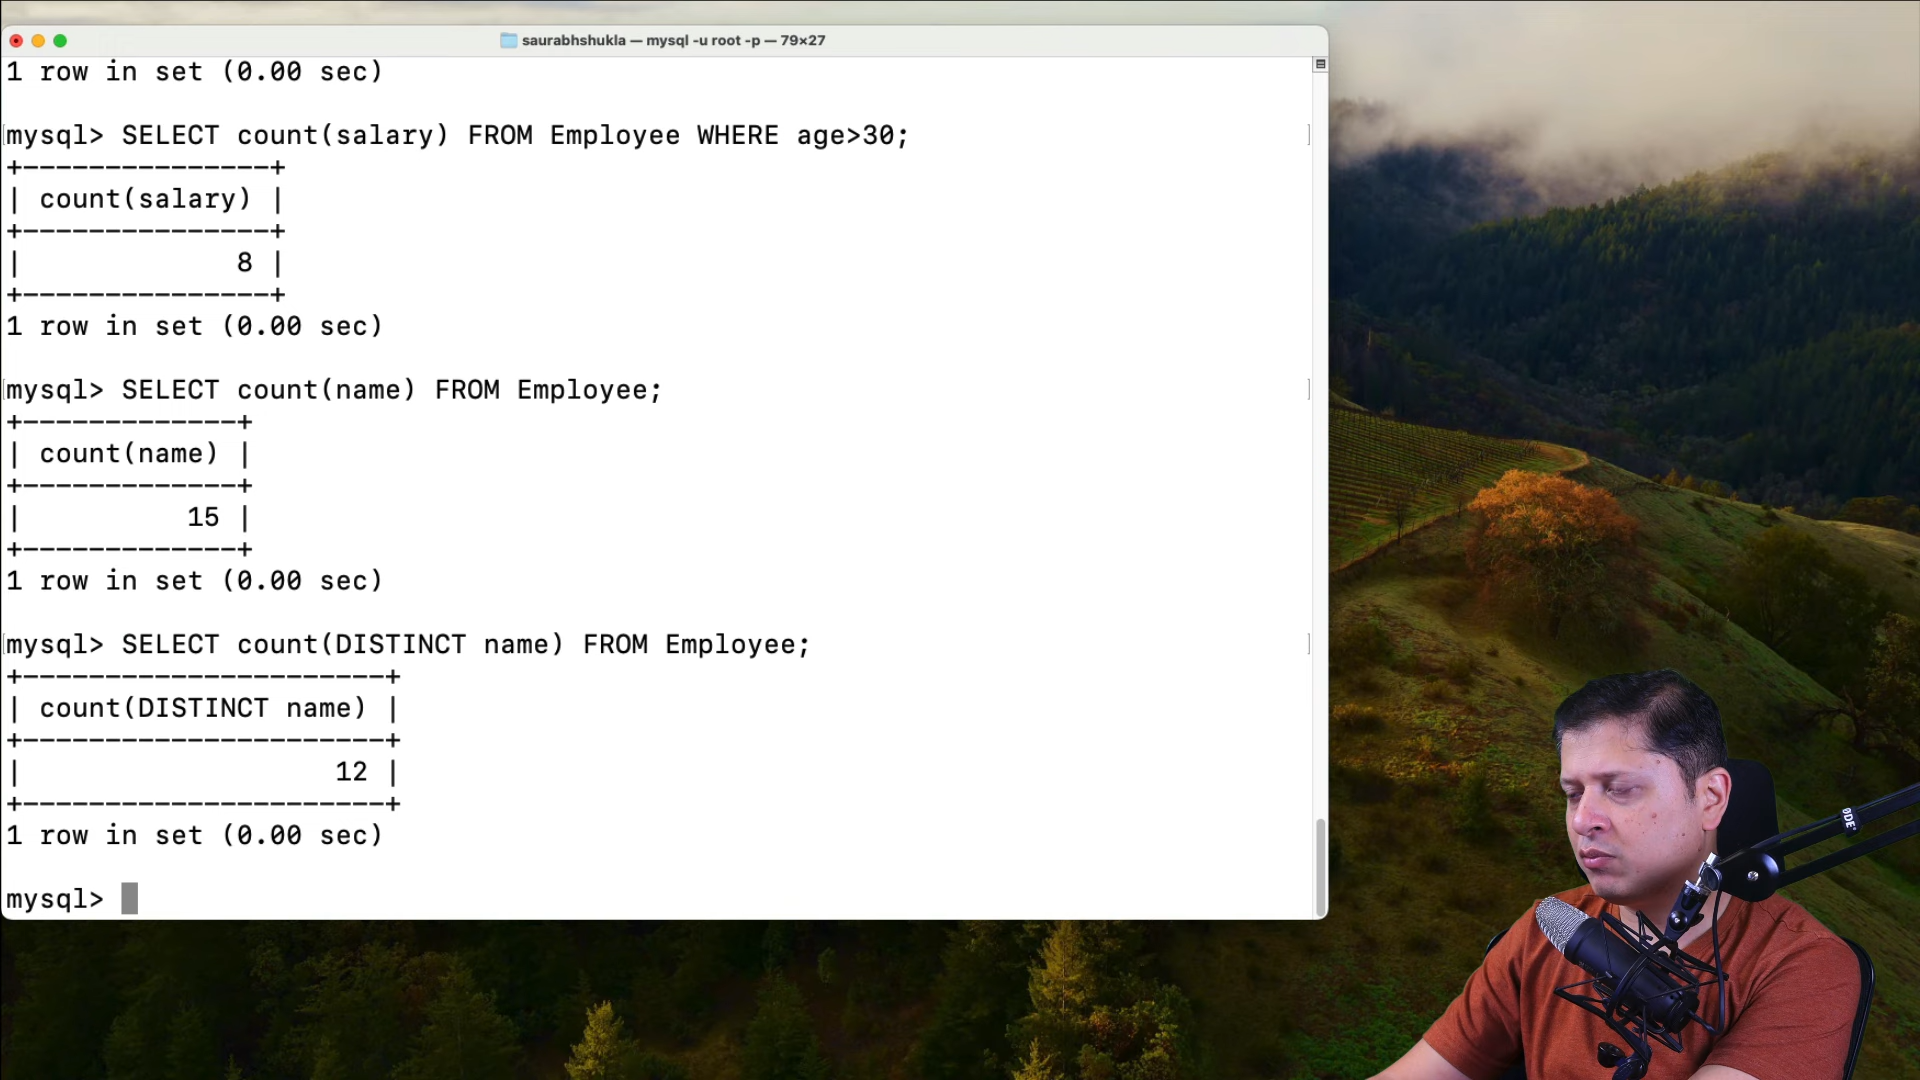 saurabhshukla — mysql -u root -p — 79×27
1 row in set (0.00 sec)
mysql> SELECT count(salary) FROM Employee WHERE age>30;
+---------------+
| count(salary) |
+---------------+
|             8 |
+---------------+
1 row in set (0.00 sec)
mysql> SELECT count(name) FROM Employee;
+-------------+
| count(name) |
+-------------+
|          15 |
+-------------+
1 row in set (0.00 sec)
mysql> SELECT count(DISTINCT name) FROM Employee;
+----------------------+
| count(DISTINCT name) |
+----------------------+
|                   12 |
+----------------------+
1 row in set (0.00 sec)
mysql>